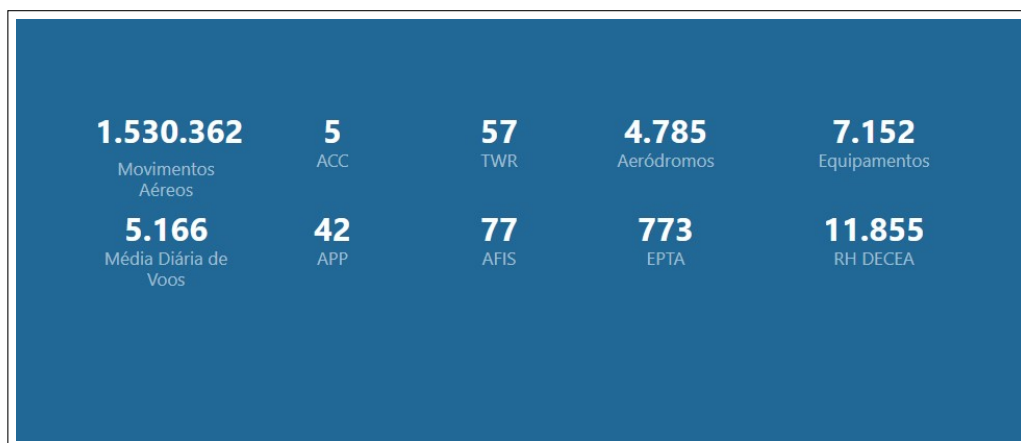 1.530.362
Movimentos
Aéreos
5
ACC
57
TWR
4.785
Aeródromos
7.152
Equipamentos
5.166
Média Diária de
Voos
42
APP
77
AFIS
773
EPTA
11.855
RH DECEA